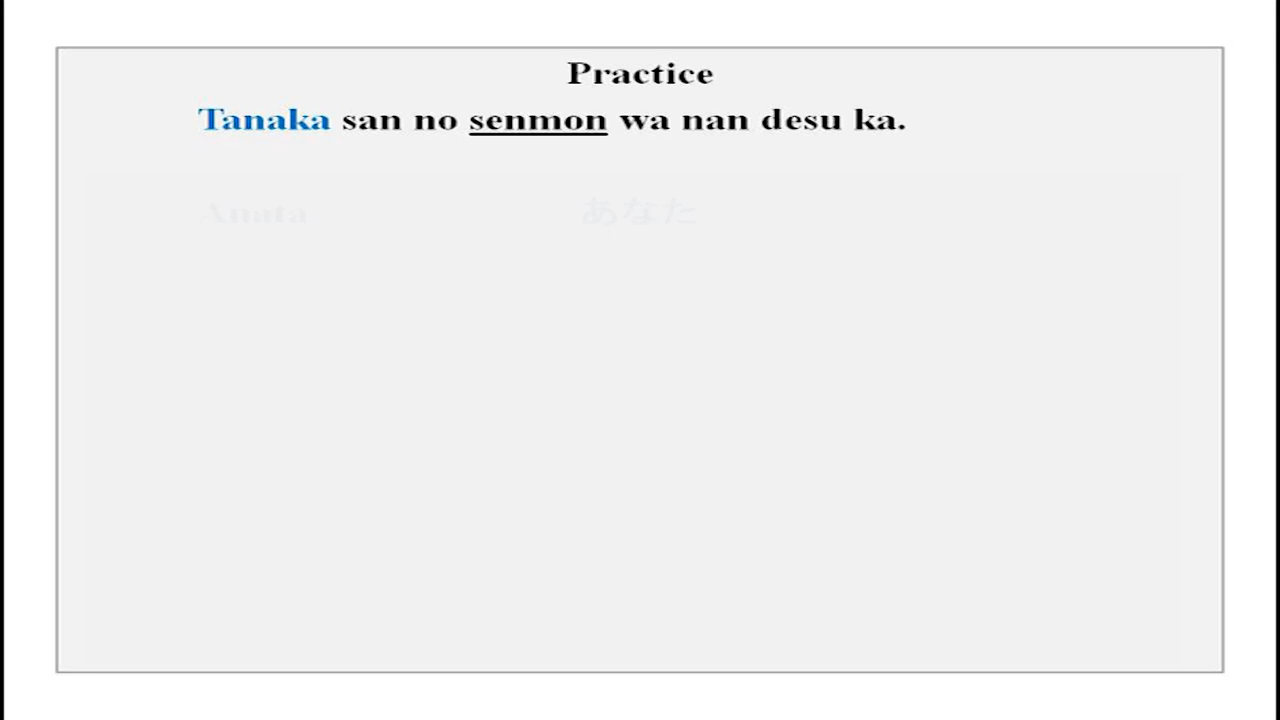 Practice
Tanaka san no senmon wa nan desu ka.
Anata あなた